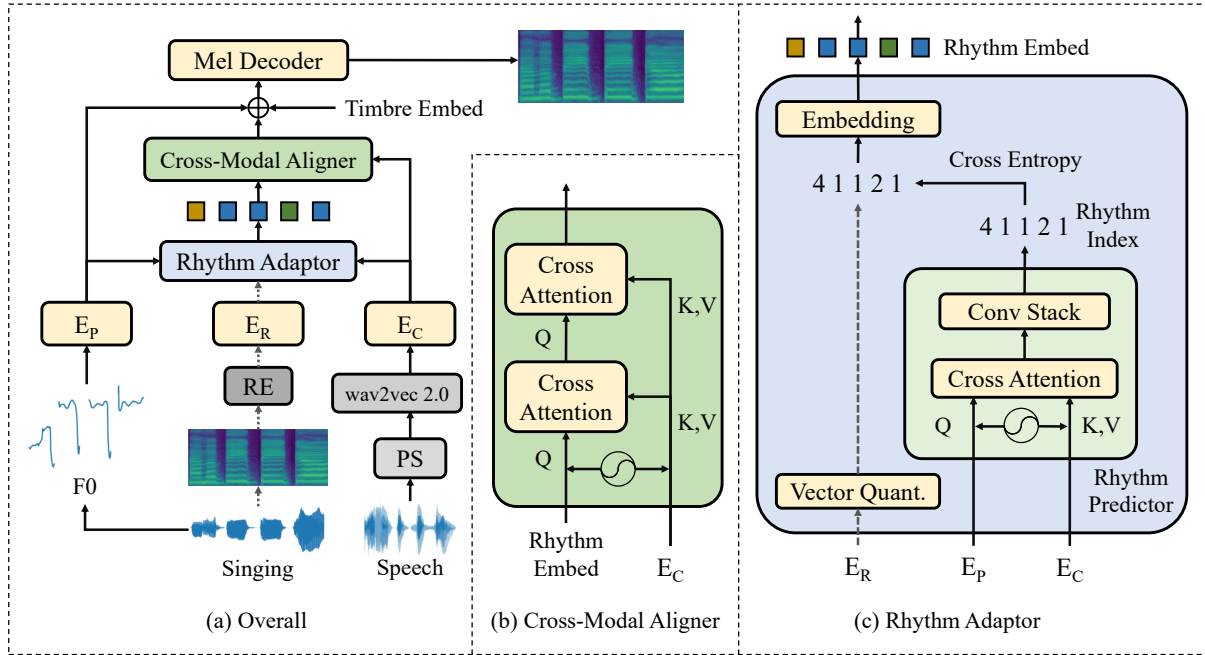 Mel Decoder
Timbre Embed
Cross-Modal Aligner
Rhythm Adaptor
E_P
E_R
E_C
RE
wav2vec 2.0
PS
F0
Singing
Speech
(a) Overall
Cross
Attention
K,V
Q
Cross
Attention
K,V
Q
Rhythm
Embed
E_C
(b) Cross-Modal Aligner
Rhythm Embed
Embedding
Cross Entropy
4 1 1 2 1
4 1 1 2 1
Rhythm
Index
Conv Stack
Cross Attention
Q
K,V
Vector Quant.
Rhythm
Predictor
E_R
E_P
E_C
(c) Rhythm Adaptor